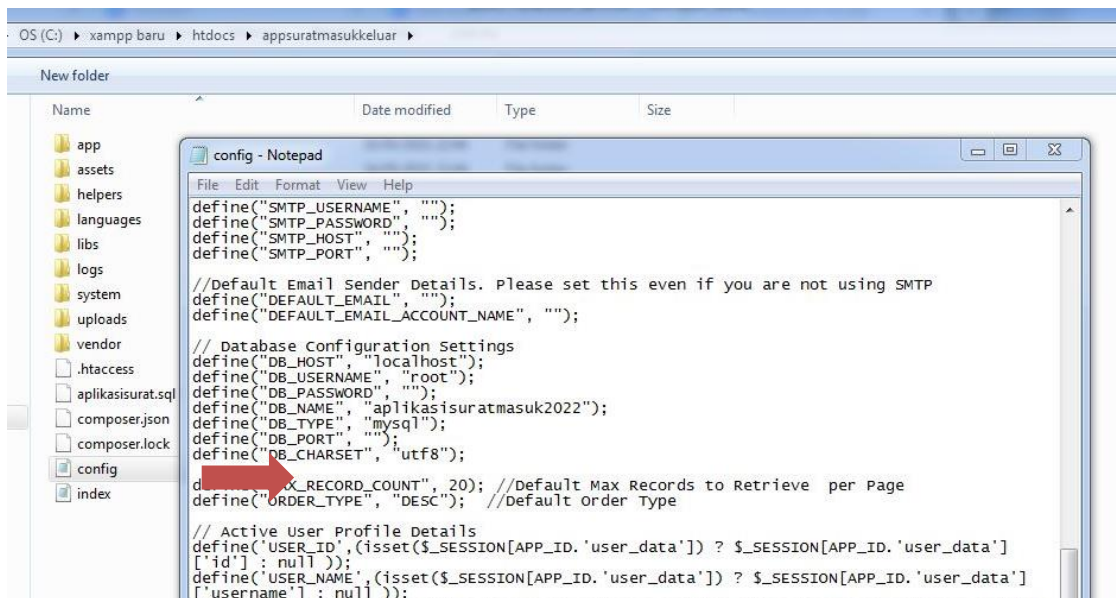 OS (C:) xampp baru htdocs appsuratmasukkeluar
New folder
Name Date modified Type Size
app
assets
helpers
languages
libs
logs
system
uploads
vendor
.htaccess
aplikasisurat.sql
composer.json
composer.lock
config
index
config - Notepad
File Edit Format View Help
define("SMTP_USERNAME", "");
define("SMTP_PASSWORD", "");
define("SMTP_HOST", "");
define("SMTP_PORT", "");
//Default Email Sender Details. Please set this even if you are not using SMTP
define("DEFAULT_EMAIL", "");
define("DEFAULT_EMAIL_ACCOUNT_NAME", "");
// Database Configuration Settings
define("DB_HOST", "localhost");
define("DB_USERNAME", "root");
define("DB_PASSWORD", "");
define("DB_NAME", "aplikasisuratmasuk2022");
define("DB_TYPE", "mysql");
define("DB_PORT", "");
define("DB_CHARSET", "utf8");
X_RECORD_COUNT", 20); //Default Max Records to Retrieve per Page
define("ORDER_TYPE", "DESC"); //Default Order Type
// Active User Profile Details
define('USER_ID',(isset($_SESSION[APP_ID.'user_data']) ? $_SESSION[APP_ID.'user_data']
['id'] : null ));
define('USER_NAME',(isset($_SESSION[APP_ID.'user_data']) ? $_SESSION[APP_ID.'user_data']
['username'] : null ));